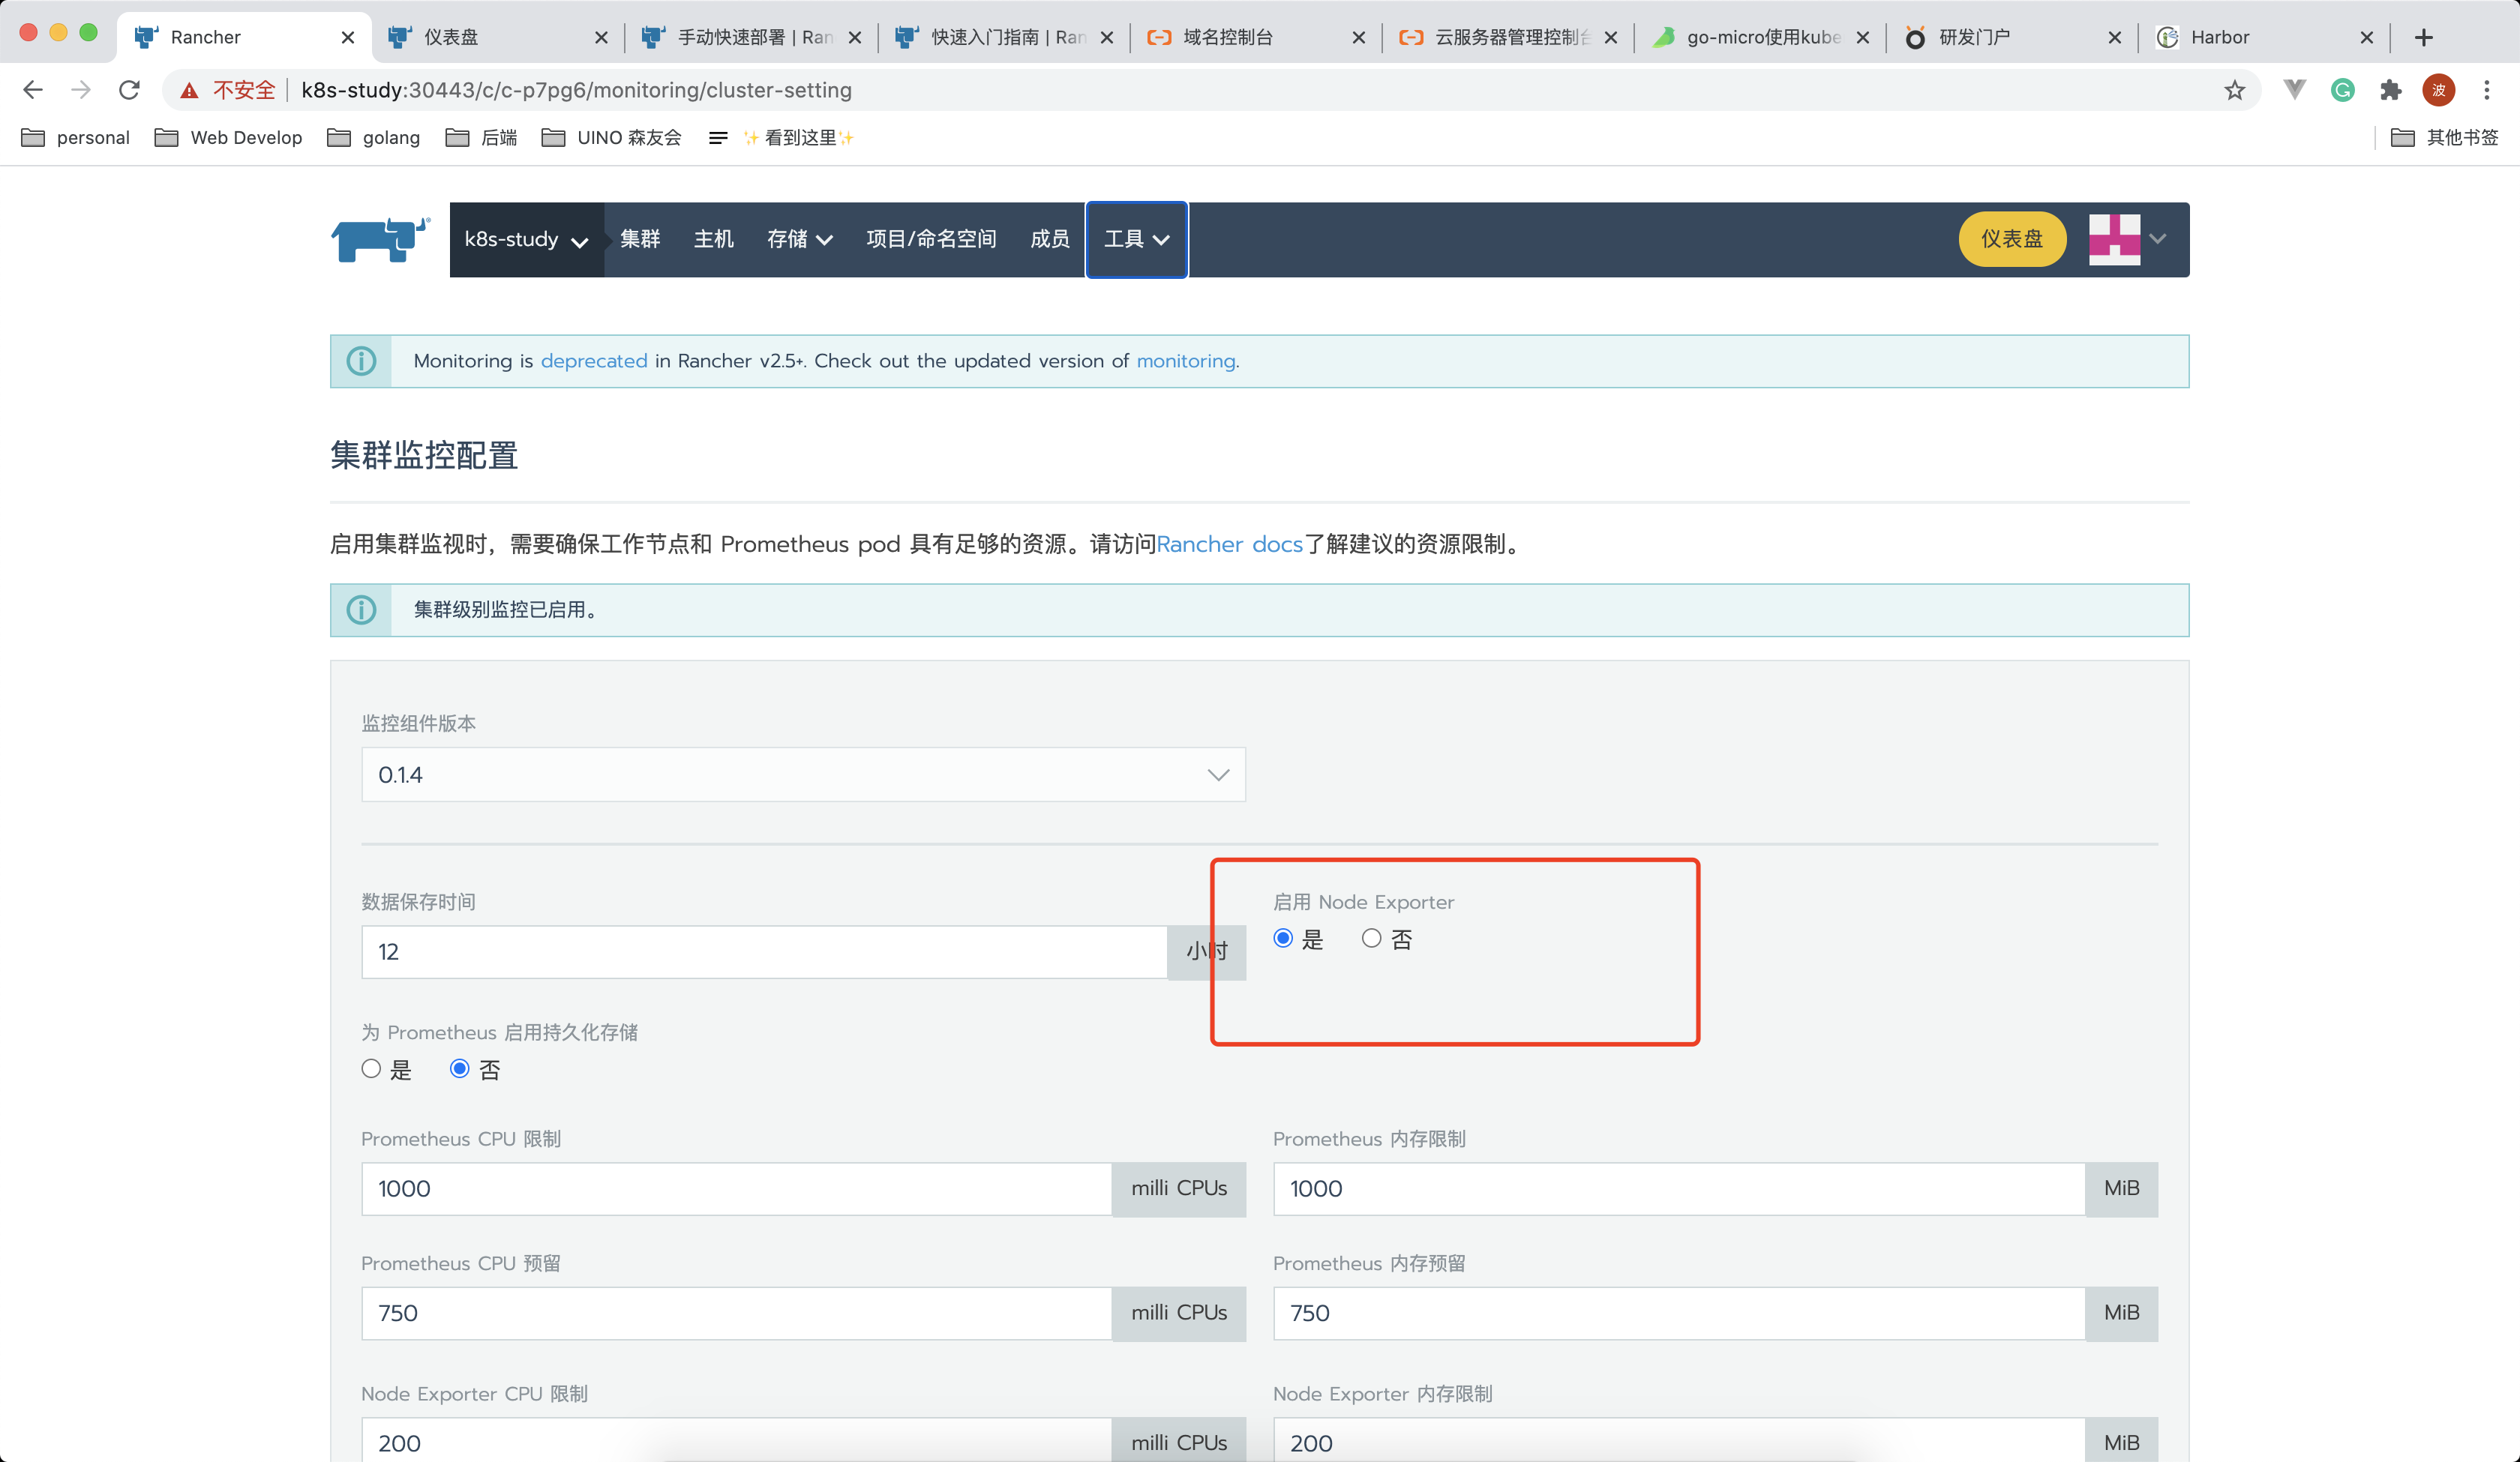 Rancher
仪表盘
手动快速部署 | Ran
快速入门指南 | Ran
域名控制台
云服务器管理控制台
go-micro使用kube
研发门户
Harbor
不安全 k8s-study:30443/c/c-p7pg6/monitoring/cluster-setting
波
personal
Web Develop
golang
后端
UINO 森友会
✨ 看到这里✨
其他书签
k8s-study
集群
主机
存储
项目/命名空间
成员
工具
仪表盘
Monitoring is deprecated in Rancher v2.5+. Check out the updated version of monitoring.
集群监控配置
启用集群监视时，需要确保工作节点和 Prometheus pod 具有足够的资源。请访问Rancher docs了解建议的资源限制。
集群级别监控已启用。
监控组件版本
0.1.4
数据保存时间
12 小时
启用 Node Exporter
是 否
为 Prometheus 启用持久化存储
是 否
Prometheus CPU 限制
1000 milli CPUs
Prometheus 内存限制
1000 MiB
Prometheus CPU 预留
750 milli CPUs
Prometheus 内存预留
750 MiB
Node Exporter CPU 限制
200 milli CPUs
Node Exporter 内存限制
200 MiB